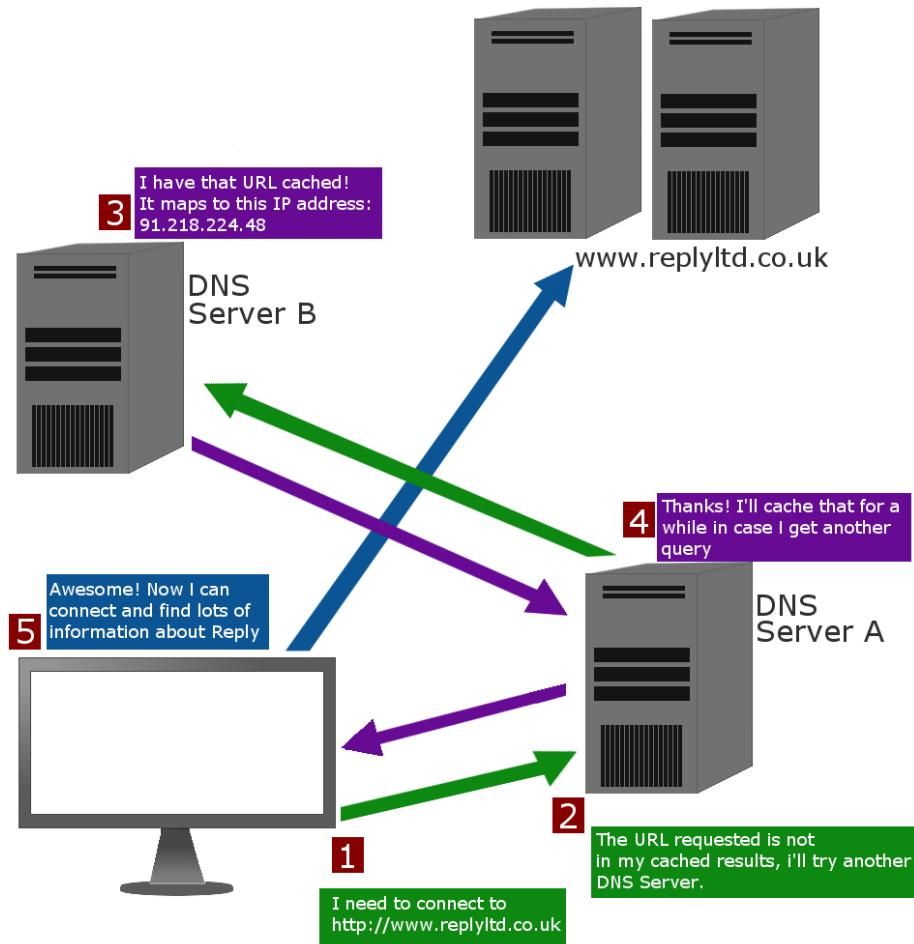 www.replyltd.co.uk
3
I have that URL cached!
It maps to this IP address:
91.218.224.48
DNS
Server B
4
Thanks! I'll cache that for a
while in case I get another
query
DNS
Server A
5
Awesome! Now I can
connect and find lots of
information about Reply
2
The URL requested is not
in my cached results, i'll try another
DNS Server.
1
I need to connect to
http://www.replyltd.co.uk